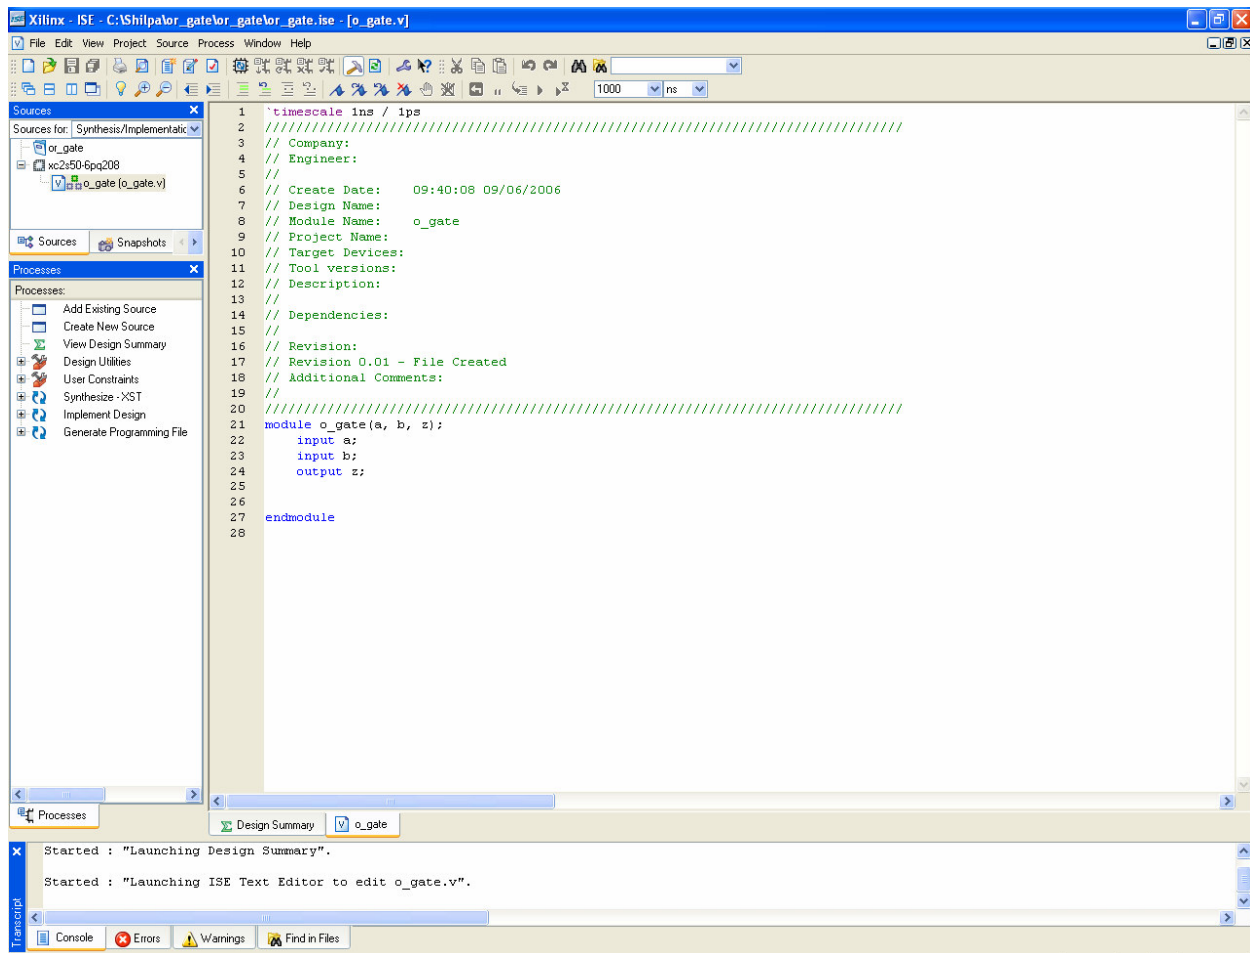 Xilinx - ISE - C:\Shilpa\or_gate\or_gate\or_gate.ise - [o_gate.v]
File Edit View Project Source Process Window Help
1000 ns
Sources
Sources for: Synthesis/Implementatic
or_gate
xc2s50-6pq208
o_gate (o_gate.v)
Sources Snapshots
Processes
Processes:
Add Existing Source
Create New Source
View Design Summary
Design Utilities
User Constraints
Synthesize - XST
Implement Design
Generate Programming File
Processes
1 `timescale 1ns / 1ps
2 //////////////////////////////////////////////////////////////////////////////////
3 // Company:
4 // Engineer:
5 //
6 // Create Date:    09:40:08 09/06/2006
7 // Design Name:
8 // Module Name:    o_gate
9 // Project Name:
10 // Target Devices:
11 // Tool versions:
12 // Description:
13 //
14 // Dependencies:
15 //
16 // Revision:
17 // Revision 0.01 - File Created
18 // Additional Comments:
19 //
20 //////////////////////////////////////////////////////////////////////////////////
21 module o_gate(a, b, z);
22     input a;
23     input b;
24     output z;
25
26
27 endmodule
28
Design Summary o_gate
Started : "Launching Design Summary".
Started : "Launching ISE Text Editor to edit o_gate.v".
Transcript
Console Errors Warnings Find in Files